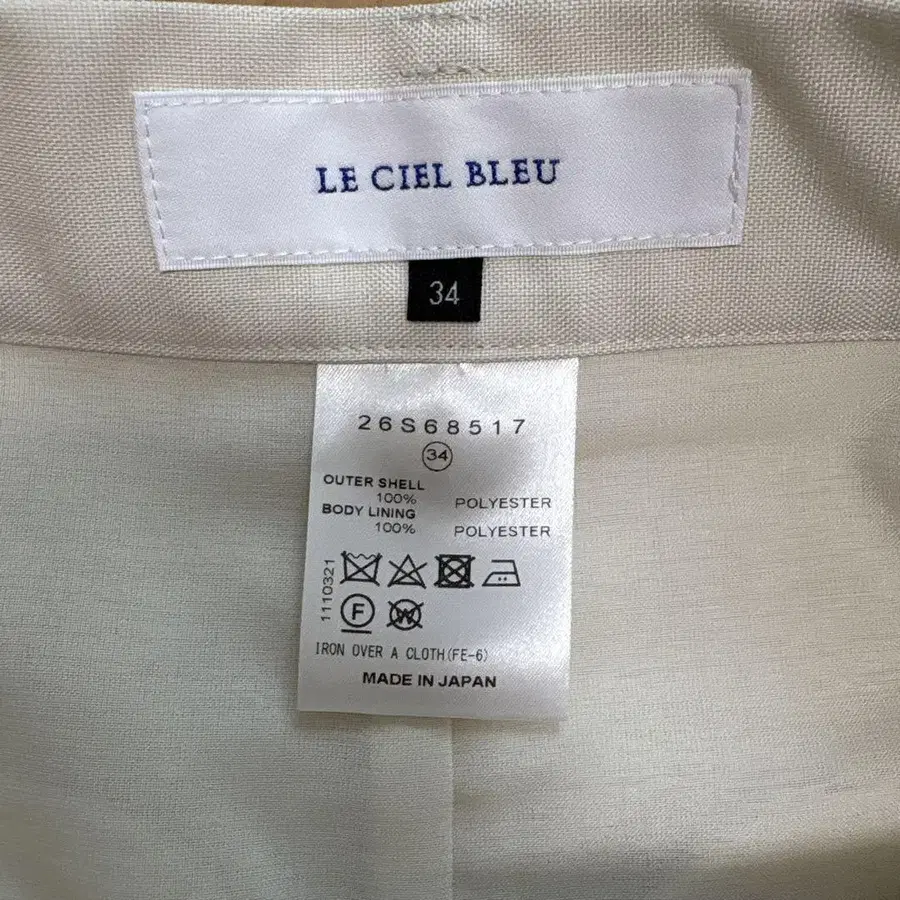 LE CIEL BLEU
34
26S68517
34
OUTER SHELL
100% POLYESTER
BODY LINING
100% POLYESTER
1110321
F
W
IRON OVER A CLOTH(FE-6)
MADE IN JAPAN